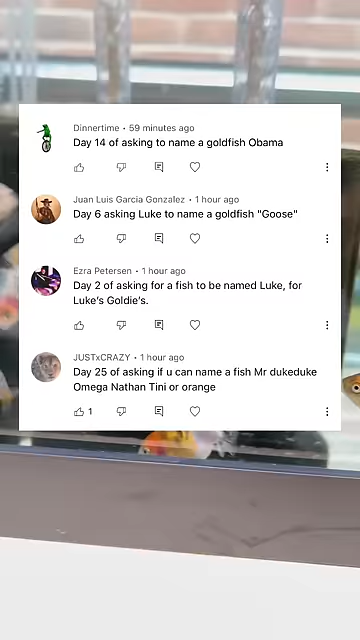 Dinnertime • 59 minutes ago
Day 14 of asking to name a goldfish Obama
Juan Luis Garcia Gonzalez • 1 hour ago
Day 6 asking Luke to name a goldfish "Goose"
Ezra Petersen • 1 hour ago
Day 2 of asking for a fish to be named Luke, for
Luke’s Goldie’s.
JUSTxCRAZY • 1 hour ago
Day 25 of asking if u can name a fish Mr dukeduke
Omega Nathan Tini or orange
1